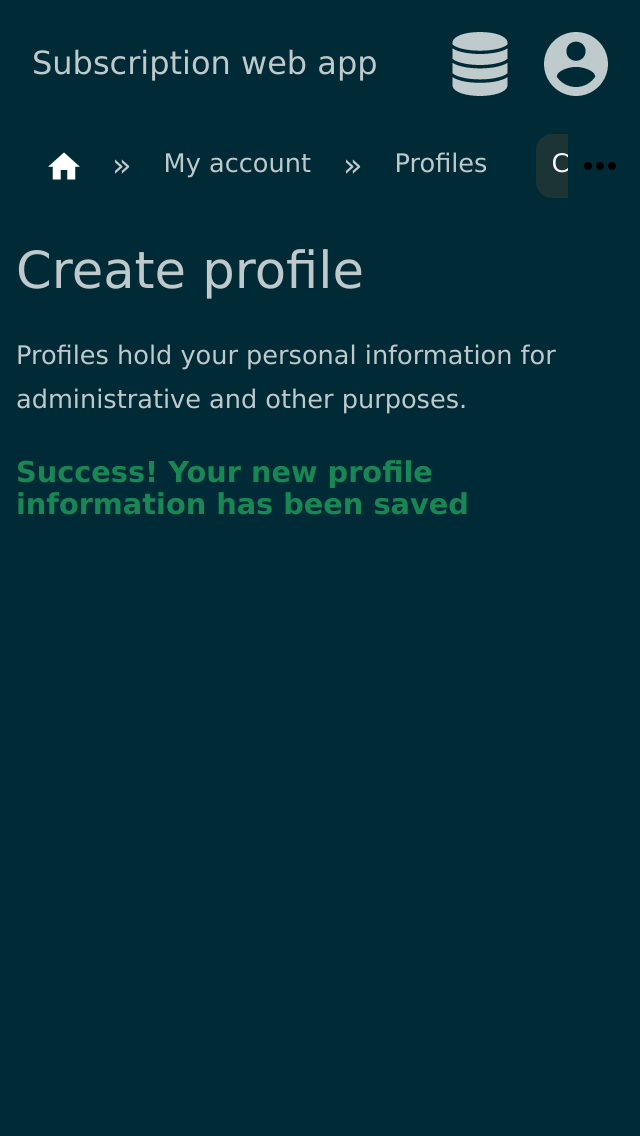 Subscription web app
» My account » Profiles C
Create profile
Profiles hold your personal information for
administrative and other purposes.
Success! Your new profile
information has been saved